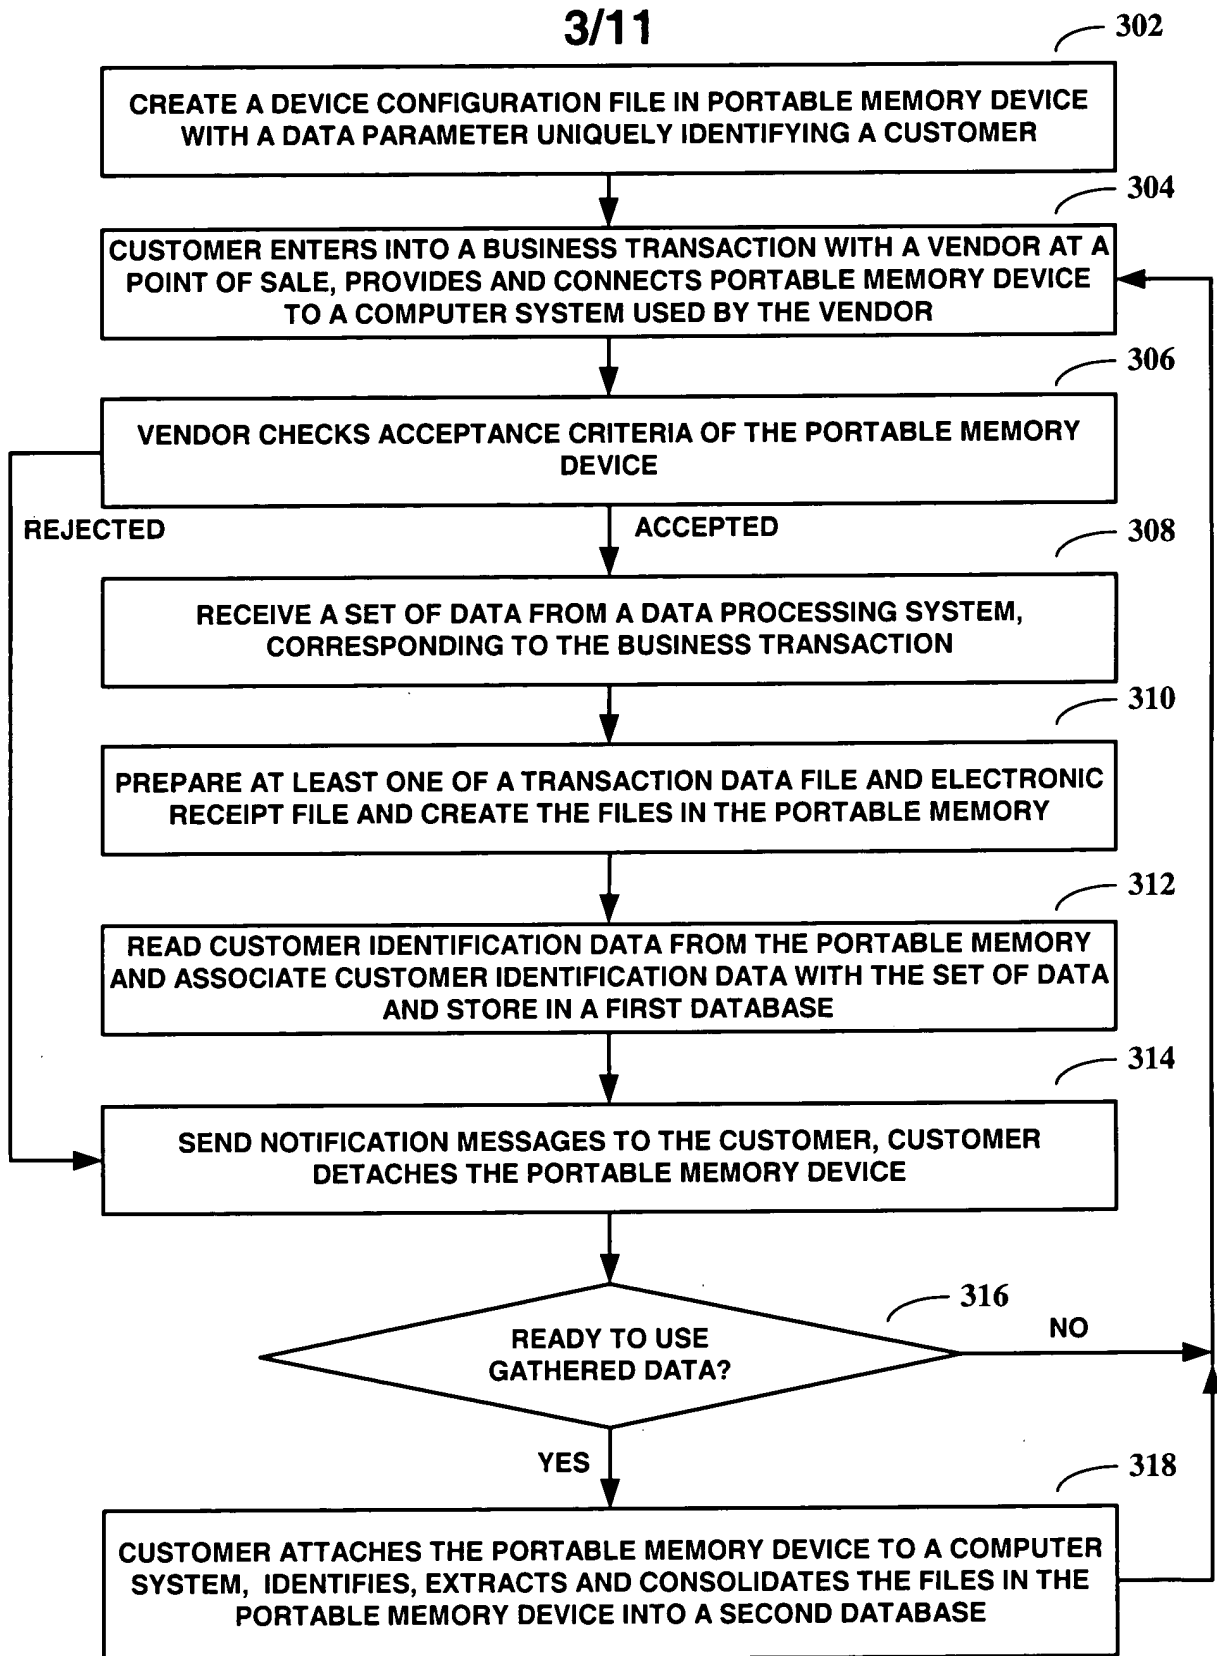 3/11
302
CREATE A DEVICE CONFIGURATION FILE IN PORTABLE MEMORY DEVICE
WITH A DATA PARAMETER UNIQUELY IDENTIFYING A CUSTOMER
304
CUSTOMER ENTERS INTO A BUSINESS TRANSACTION WITH A VENDOR AT A
POINT OF SALE, PROVIDES AND CONNECTS PORTABLE MEMORY DEVICE
TO A COMPUTER SYSTEM USED BY THE VENDOR
306
VENDOR CHECKS ACCEPTANCE CRITERIA OF THE PORTABLE MEMORY
DEVICE
REJECTED
ACCEPTED
308
RECEIVE A SET OF DATA FROM A DATA PROCESSING SYSTEM,
CORRESPONDING TO THE BUSINESS TRANSACTION
310
PREPARE AT LEAST ONE OF A TRANSACTION DATA FILE AND ELECTRONIC
RECEIPT FILE AND CREATE THE FILES IN THE PORTABLE MEMORY
312
READ CUSTOMER IDENTIFICATION DATA FROM THE PORTABLE MEMORY
AND ASSOCIATE CUSTOMER IDENTIFICATION DATA WITH THE SET OF DATA
AND STORE IN A FIRST DATABASE
314
SEND NOTIFICATION MESSAGES TO THE CUSTOMER, CUSTOMER
DETACHES THE PORTABLE MEMORY DEVICE
316
READY TO USE
GATHERED DATA?
NO
YES
318
CUSTOMER ATTACHES THE PORTABLE MEMORY DEVICE TO A COMPUTER
SYSTEM, IDENTIFIES, EXTRACTS AND CONSOLIDATES THE FILES IN THE
PORTABLE MEMORY DEVICE INTO A SECOND DATABASE